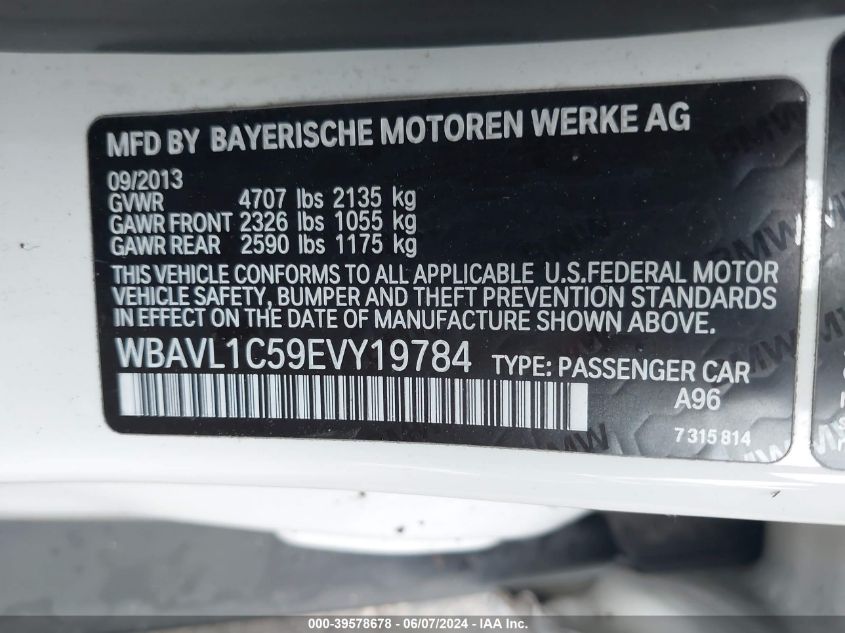 MFD BY BAYERISCHE MOTOREN WERKE AG
09/2013
GVWR 4707 lbs 2135 kg
GAWR FRONT 2326 lbs 1055 kg
GAWR REAR 2590 lbs 1175 kg
THIS VEHICLE CONFORMS TO ALL APPLICABLE U.S.FEDERAL MOTOR
VEHICLE SAFETY, BUMPER AND THEFT PREVENTION STANDARDS
IN EFFECT ON THE DATE OF MANUFACTURE SHOWN ABOVE.
WBAVL1C59EVY19784 TYPE: PASSENGER CAR
A96
7 315 814
000-39578678 - 06/07/2024 - IAAI.com